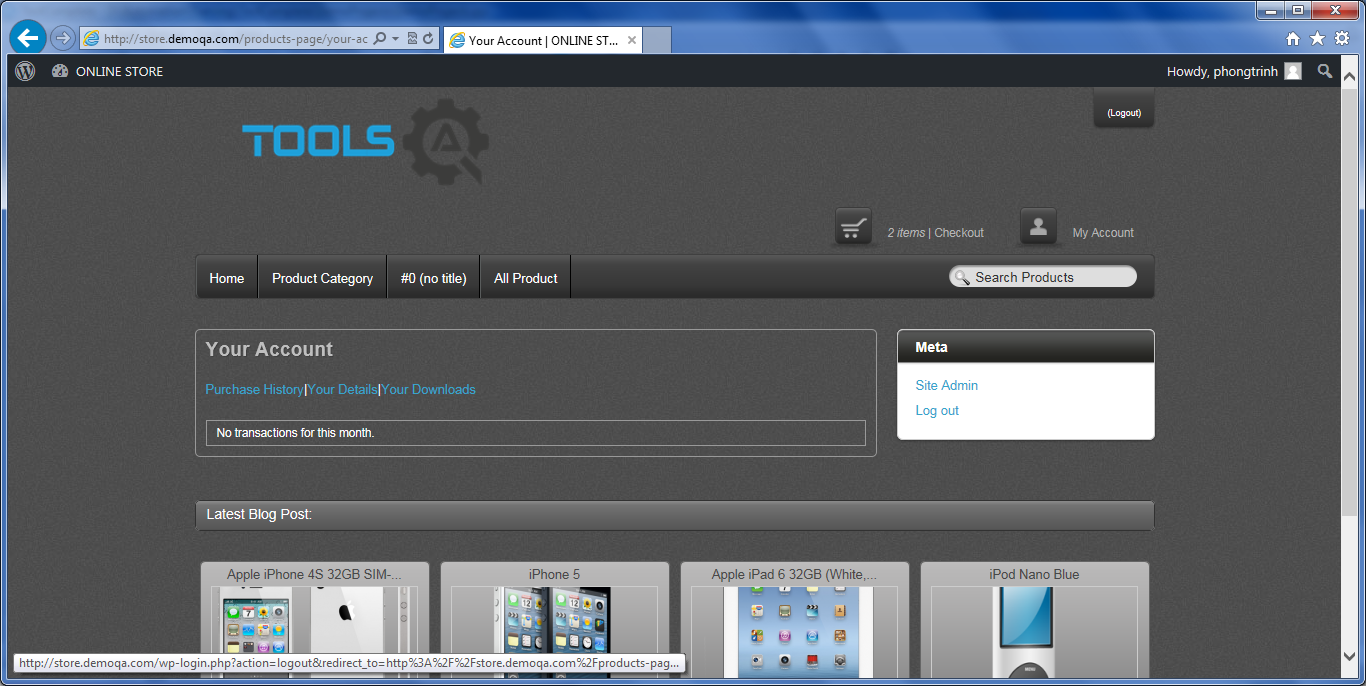 http://store.demoqa.com/products-page/your-ac
Your Account | ONLINE ST...
ONLINE STORE
Howdy, phongtrinh
(Logout)
TOOLS
2 items | Checkout
My Account
Home
Product Category
#0 (no title)
All Product
Search Products
Your Account
Purchase History|Your Details|Your Downloads
No transactions for this month.
Meta
Site Admin
Log out
Latest Blog Post:
Apple iPhone 4S 32GB SIM-...
iPhone 5
Apple iPad 6 32GB (White,...
iPod Nano Blue
MENU
http://store.demoqa.com/wp-login.php?action=logout&redirect_to=http%3A%2F%2Fstore.demoqa.com%2Fproducts-pag...